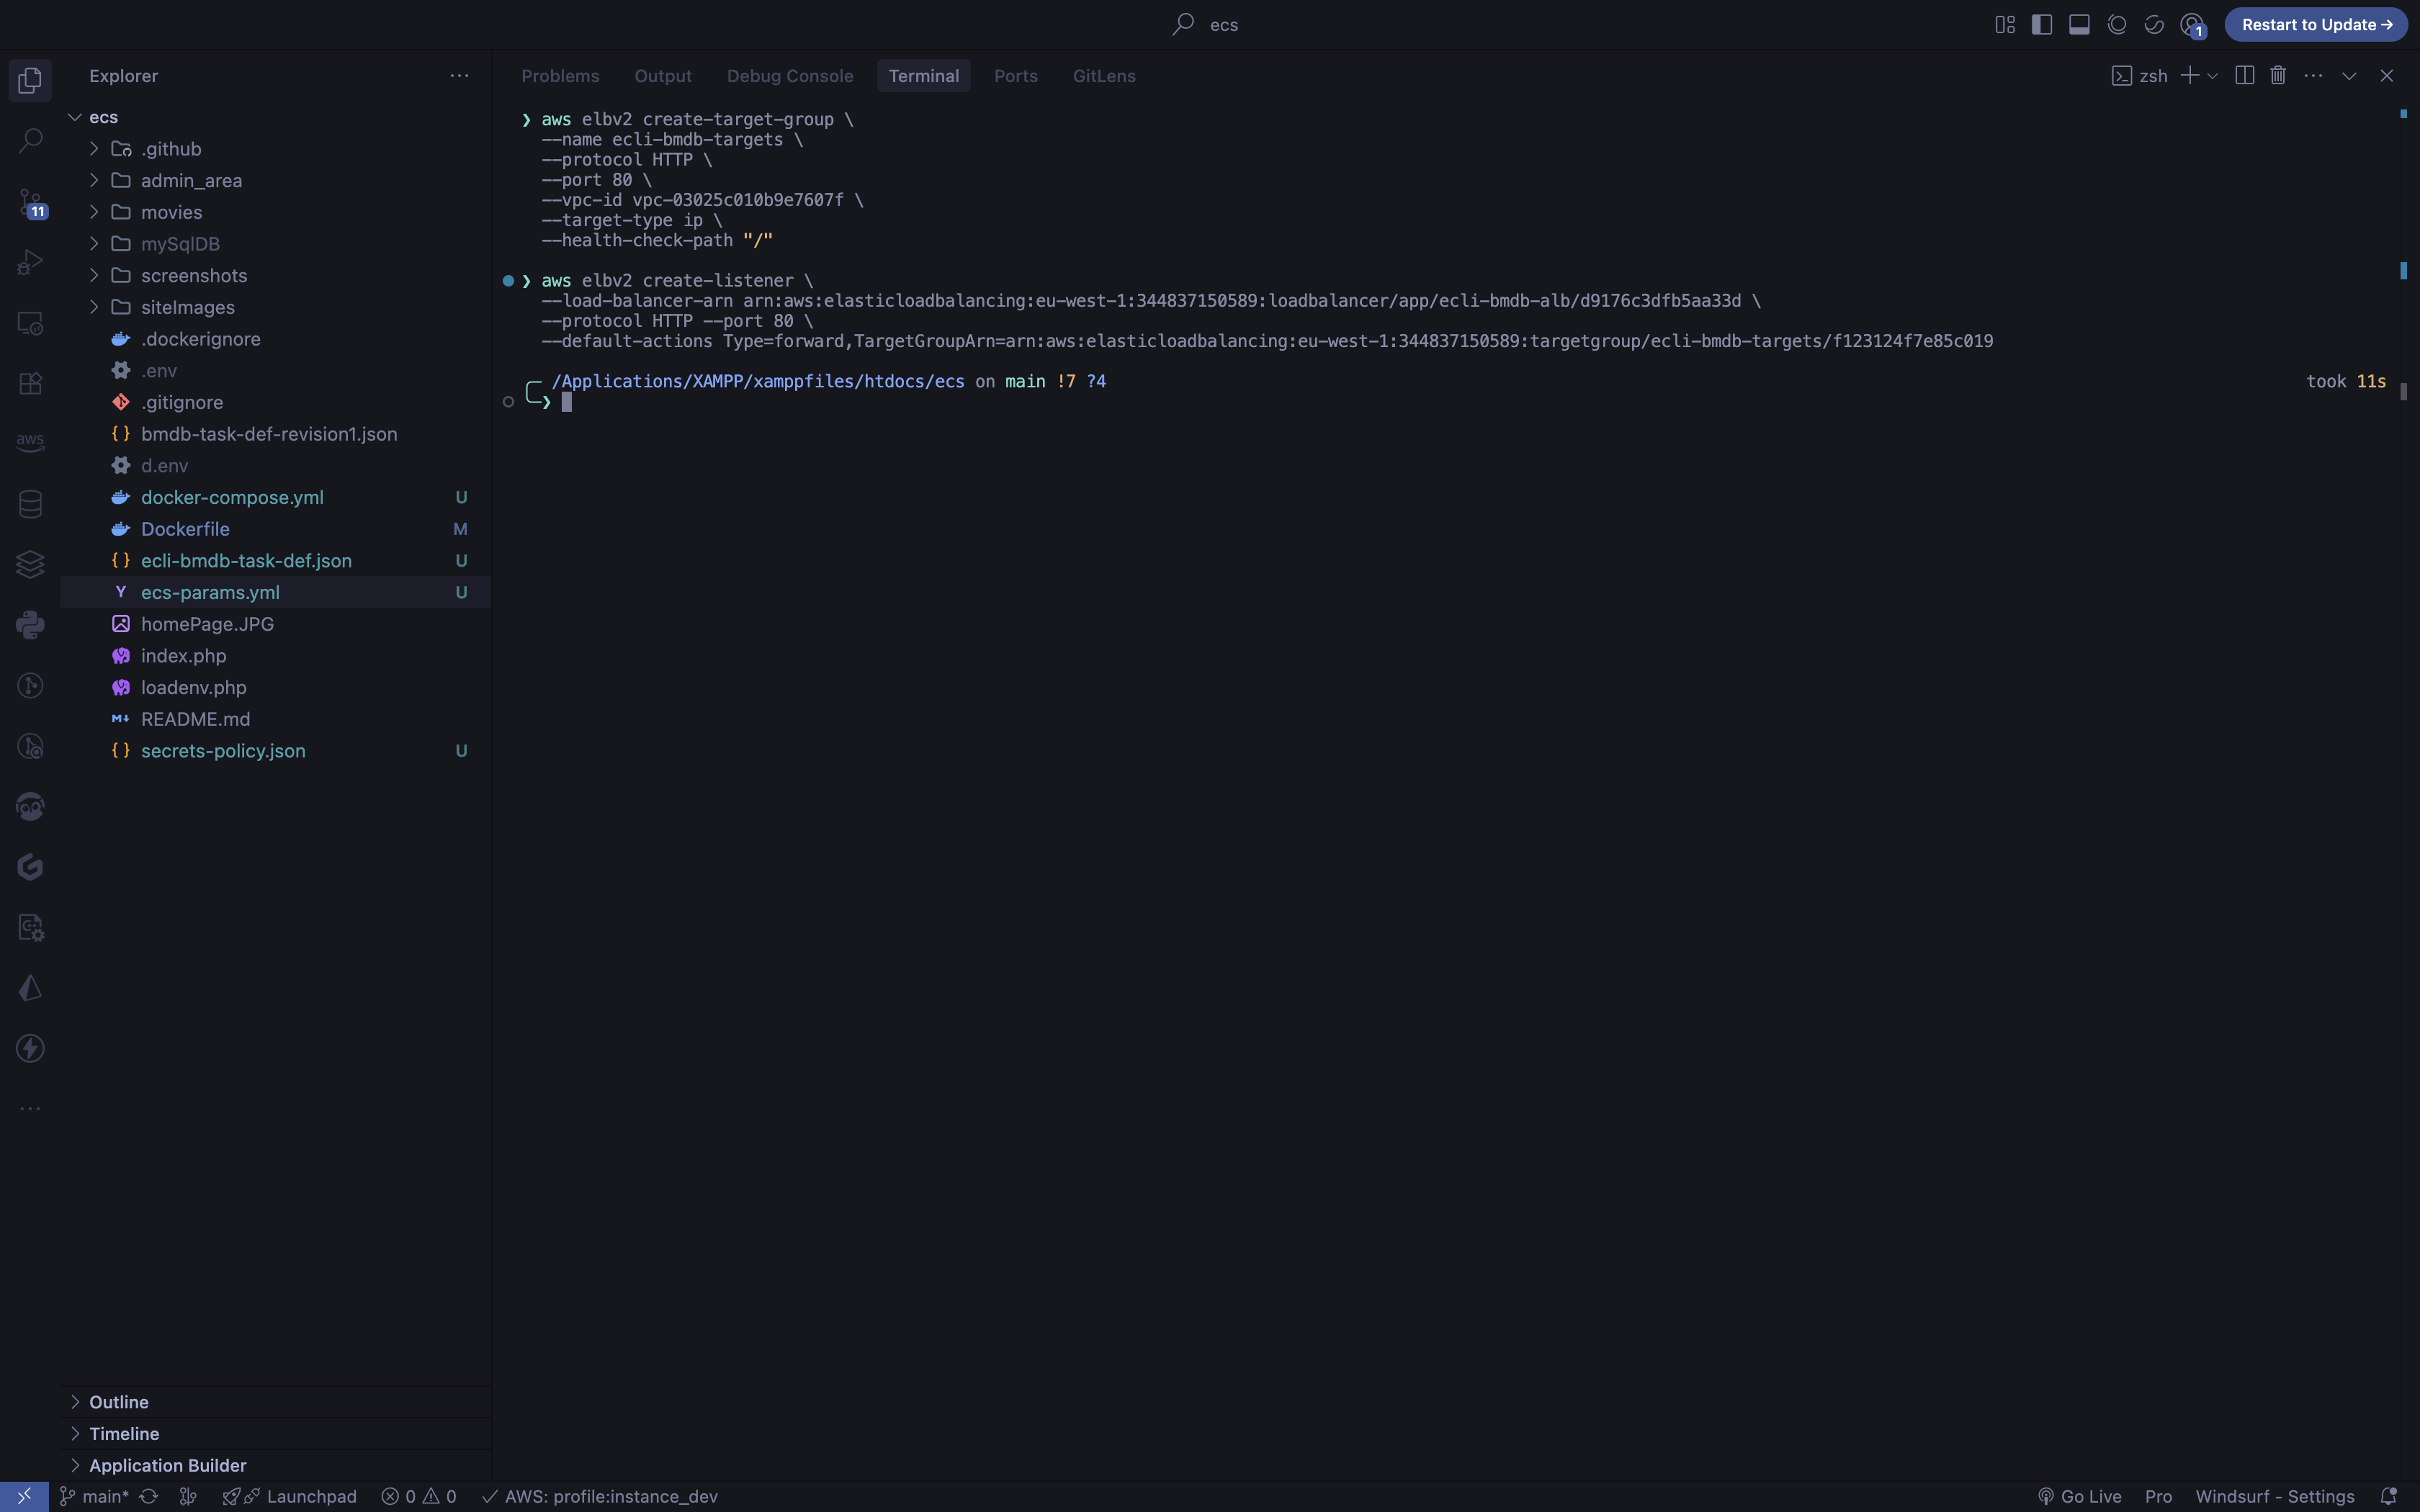 ecs
1
Restart to Update →
Explorer
Problems Output Debug Console Terminal Ports GitLens
zsh
ecs
.github
admin_area
movies
mySqlDB
screenshots
siteImages
.dockerignore
.env
.gitignore
{ } bmdb-task-def-revision1.json
d.env
docker-compose.yml U
Dockerfile M
{ } ecli-bmdb-task-def.json U
Y ecs-params.yml U
homePage.JPG
index.php
loadenv.php
M↓ README.md
{ } secrets-policy.json U
11
aws
Outline
Timeline
Application Builder
❯ aws elbv2 create-target-group \
--name ecli-bmdb-targets \
--protocol HTTP \
--port 80 \
--vpc-id vpc-03025c010b9e7607f \
--target-type ip \
--health-check-path "/"
❯ aws elbv2 create-listener \
--load-balancer-arn arn:aws:elasticloadbalancing:eu-west-1:344837150589:loadbalancer/app/ecli-bmdb-alb/d9176c3dfb5aa33d \
--protocol HTTP --port 80 \
--default-actions Type=forward,TargetGroupArn=arn:aws:elasticloadbalancing:eu-west-1:344837150589:targetgroup/ecli-bmdb-targets/f123124f7e85c019
/Applications/XAMPP/xamppfiles/htdocs/ecs on main !7 ?4 took 11s
❯
main* Launchpad 0 0 AWS: profile:instance_dev Go Live Pro Windsurf - Settings